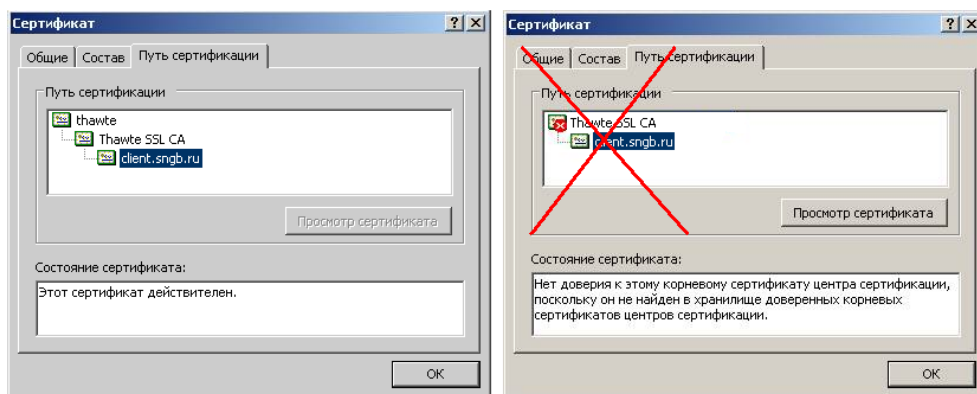 Сертификат
Общие Состав Путь сертификации
Путь сертификации
thawte
Thawte SSL CA
client.sngb.ru
Просмотр сертификата
Состояние сертификата:
Этот сертификат действителен.
ОК
Сертификат
Общие Состав Путь сертификации
Путь сертификации
Thawte SSL CA
client.sngb.ru
Просмотр сертификата
Состояние сертификата:
Нет доверия к этому корневому сертификату центра сертификации,
поскольку он не найден в хранилище доверенных корневых
сертификатов центров сертификации.
ОК